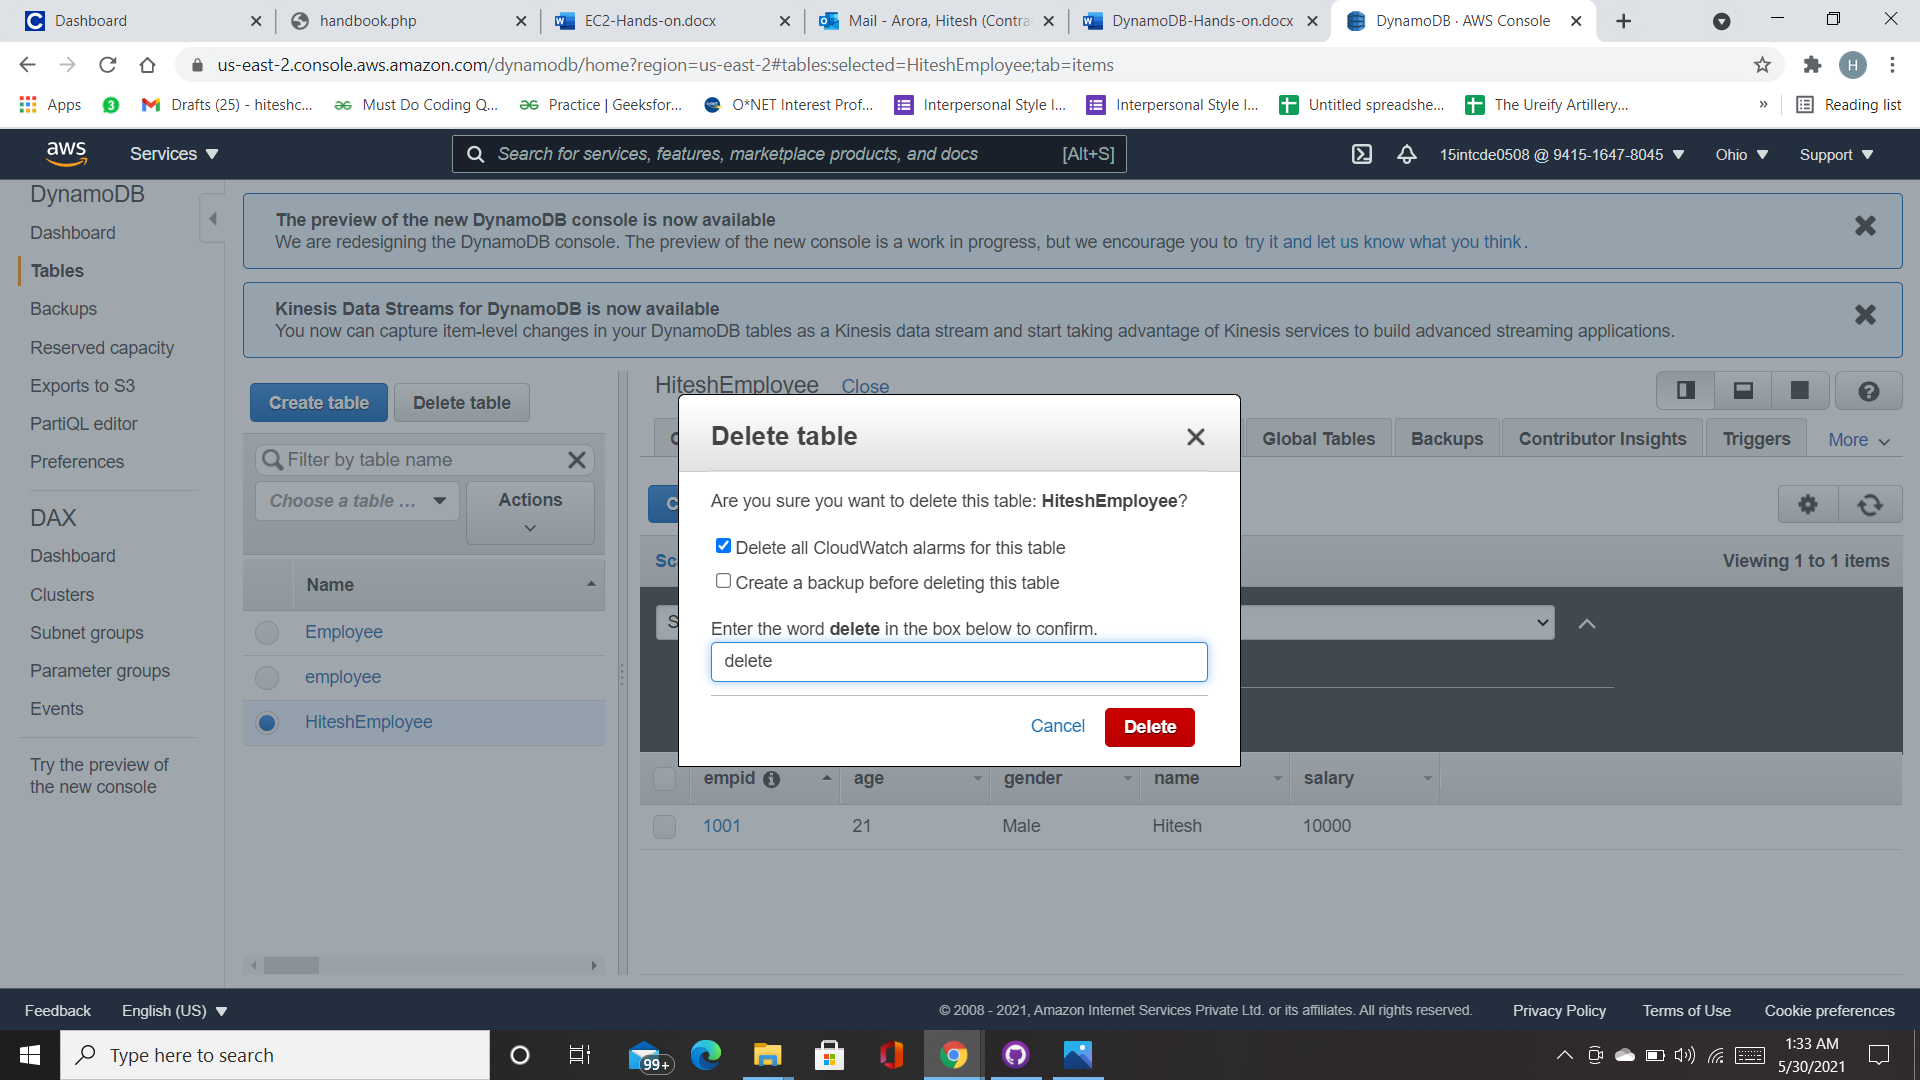 Dashboard
handbook.php
EC2-Hands-on.docx
Mail - Arora, Hitesh (Contra
DynamoDB-Hands-on.docx
DynamoDB · AWS Console
us-east-2.console.aws.amazon.com/dynamodb/home?region=us-east-2#tables:selected=HiteshEmployee;tab=items
H
Apps
3
Drafts (25) - hiteshc...
Must Do Coding Q...
Practice | Geeksfor...
O*NET Interest Prof...
Interpersonal Style I...
Interpersonal Style I...
Untitled spreadshe...
The Ureify Artillery...
»
Reading list
aws
Services
Search for services, features, marketplace products, and docs
[Alt+S]
15intcde0508 @ 9415-1647-8045
Ohio
Support
DynamoDB
Dashboard
Tables
Backups
Reserved capacity
Exports to S3
PartiQL editor
Preferences
DAX
Dashboard
Clusters
Subnet groups
Parameter groups
Events
Try the preview of
the new console
The preview of the new DynamoDB console is now available
We are redesigning the DynamoDB console. The preview of the new console is a work in progress, but we encourage you to try it and let us know what you think.
Kinesis Data Streams for DynamoDB is now available
You now can capture item-level changes in your DynamoDB tables as a Kinesis data stream and start taking advantage of Kinesis services to build advanced streaming applications.
Create table
Delete table
Filter by table name
Choose a table ...
Actions
Name
Employee
employee
HiteshEmployee
HiteshEmployee
Close
Global Tables
Backups
Contributor Insights
Triggers
More
Viewing 1 to 1 items
Delete table
Are you sure you want to delete this table: HiteshEmployee?
Delete all CloudWatch alarms for this table
Create a backup before deleting this table
Enter the word delete in the box below to confirm.
delete
Cancel
Delete
empid
age
gender
name
salary
1001
21
Male
Hitesh
10000
Feedback
English (US)
© 2008 - 2021, Amazon Internet Services Private Ltd. or its affiliates. All rights reserved.
Privacy Policy
Terms of Use
Cookie preferences
Type here to search
99+
1:33 AM
5/30/2021